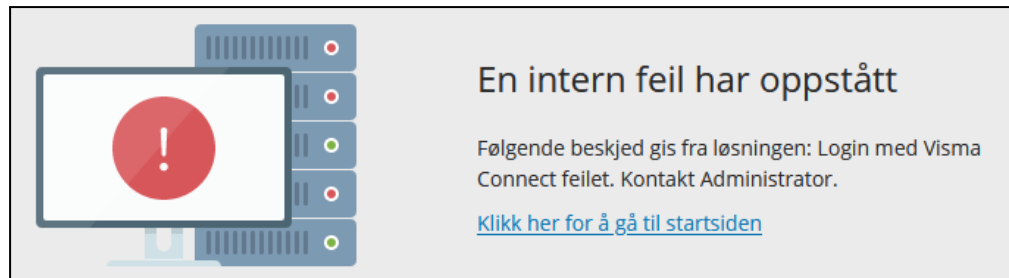 En intern feil har oppstått
Følgende beskjed gis fra løsningen: Login med Visma
Connect feilet. Kontakt Administrator.
Klikk her for å gå til startsiden